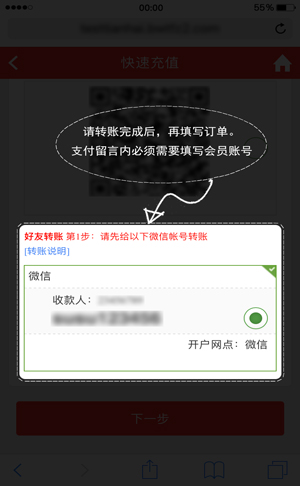 00:00
55%
快速充值
请转账完成后，再填写订单。
支付留言内必须需要填写会员账号
好友转账 第1步：请先给以下微信帐号转账
[转账说明]
微信
收款人：
开户网点：微信
下一步